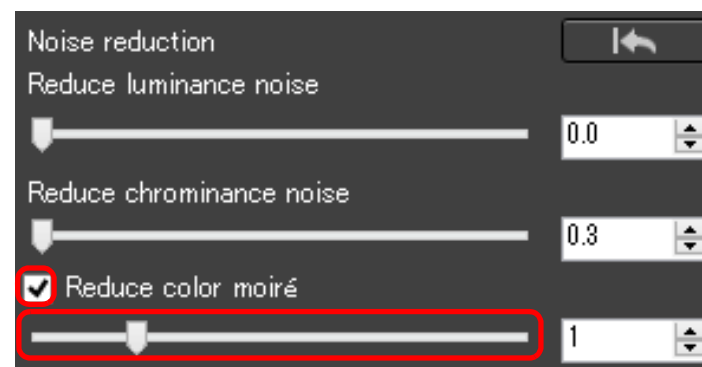 Noise reduction
Reduce luminance noise
0.0
Reduce chrominance noise
0.3
Reduce color moiré
1